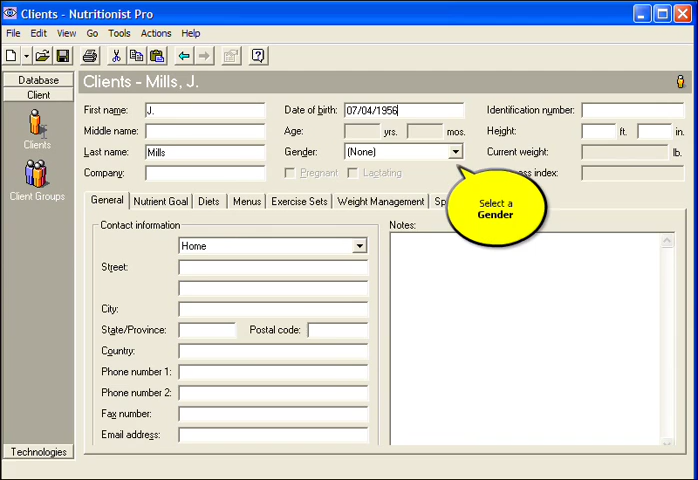 Clients - Nutritionist Pro
File Edit View Go Tools Actions Help
Database
Client
Clients
Client Groups
Technologies
Clients - Mills, J.
First name: J. Date of birth: 07/04/1956 Identification number:
Middle name: Age: yrs. mos. Height: ft. in.
Last name: Mills Gender: (None) Current weight: lb.
Company: Pregnant Lactating index:
Select a
Gender
General Nutrient Goal Diets Menus Exercise Sets Weight Management Sp
Contact information Notes:
Home
Street:
City:
State/Province: Postal code:
Country:
Phone number 1:
Phone number 2:
Fax number:
Email address: